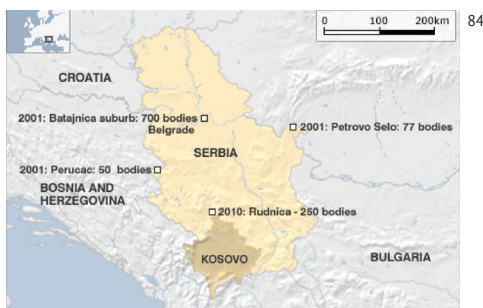 0 100 200km
84
CROATIA
2001: Batajnica suburb: 700 bodies
Belgrade
2001: Petrovo Selo: 77 bodies
SERBIA
2001: Perucac: 50 bodies
BOSNIA AND
HERZEGOVINA
2010: Rudnica - 250 bodies
KOSOVO
BULGARIA